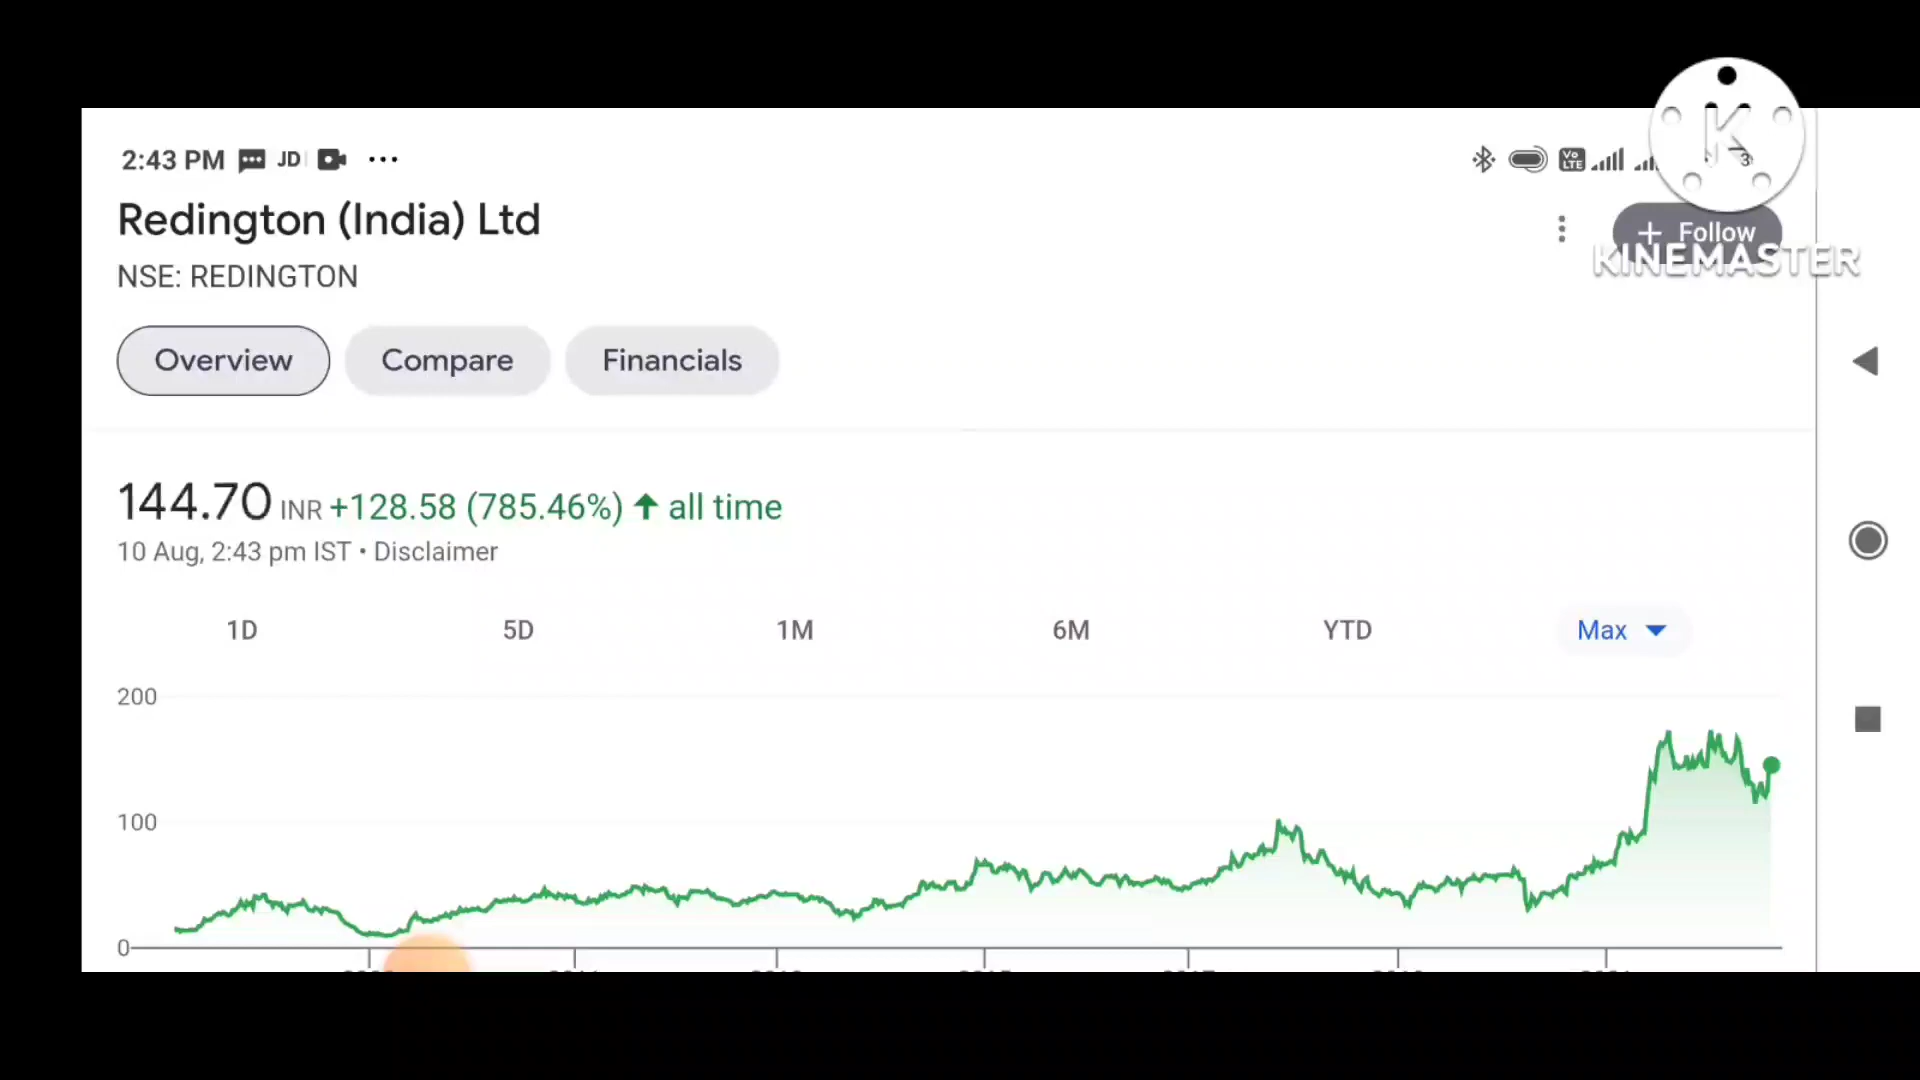 2:43 PM JD
Redington (India) Ltd
+ Follow
KINEMASTER
NSE: REDINGTON
Overview Compare Financials
144.70 INR +128.58 (785.46%) ↑ all time
10 Aug, 2:43 pm IST • Disclaimer
1D 5D 1M 6M YTD Max
200
100
0